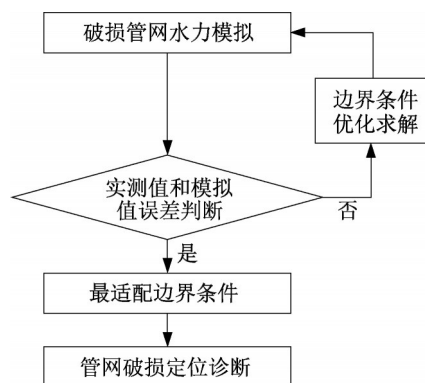 破损管网水力模拟
边界条件
优化求解
实测值和模拟
值误差判断
否
是
最适配边界条件
管网破损定位诊断